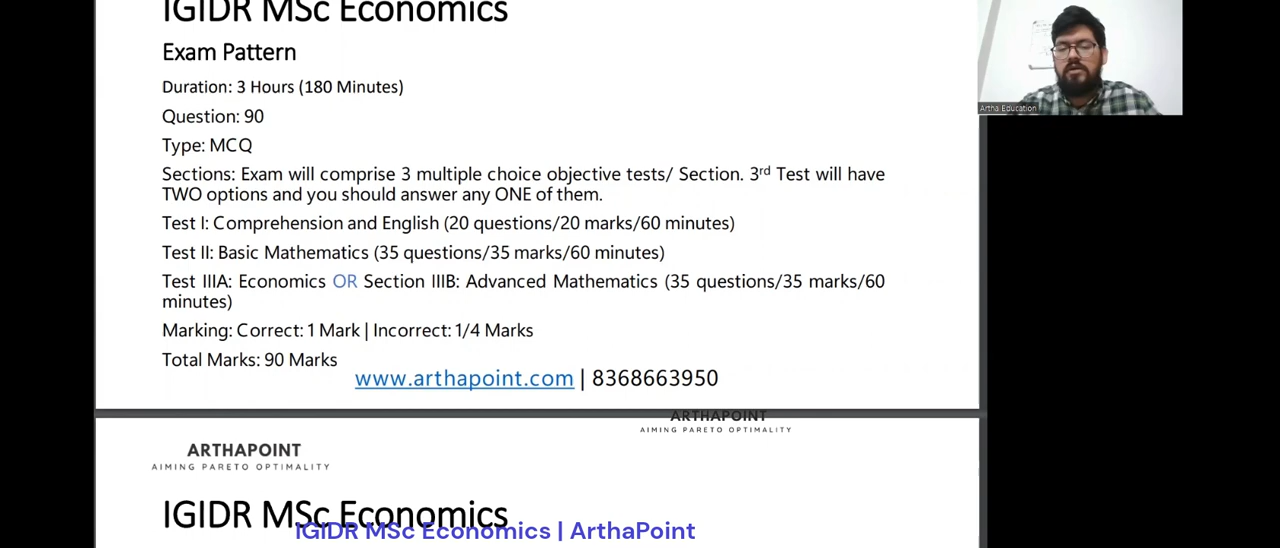 IGIDR MSc Economics
Exam Pattern
Duration: 3 Hours (180 Minutes)
Question: 90
Type: MCQ
Sections: Exam will comprise 3 multiple choice objective tests/ Section. 3rd Test will have
TWO options and you should answer any ONE of them.
Test I: Comprehension and English (20 questions/20 marks/60 minutes)
Test II: Basic Mathematics (35 questions/35 marks/60 minutes)
Test IIIA: Economics OR Section IIIB: Advanced Mathematics (35 questions/35 marks/60
minutes)
Marking: Correct: 1 Mark | Incorrect: 1/4 Marks
Total Marks: 90 Marks
www.arthapoint.com | 8368663950
Artha Education
ARTHAPOINT
AIMING PARETO OPTIMALITY
ARTHAPOINT
AIMING PARETO OPTIMALITY
IGIDR MSc Economics
IGIDR MSc Economics | ArthaPoint